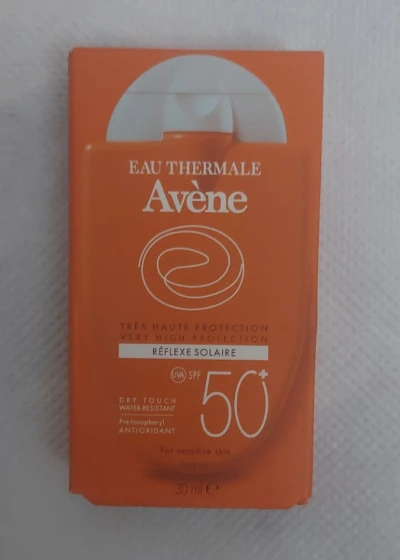 EAU THERMALE
Avène
TRÈS HAUTE PROTECTION
VERY HIGH PROTECTION
RÉFLEXE SOLAIRE
UVA SPF 50+
DRY TOUCH
WATER-RESISTANT
Pre-tocopheryl
ANTIOXIDANT
For sensitive skin
30 ml e